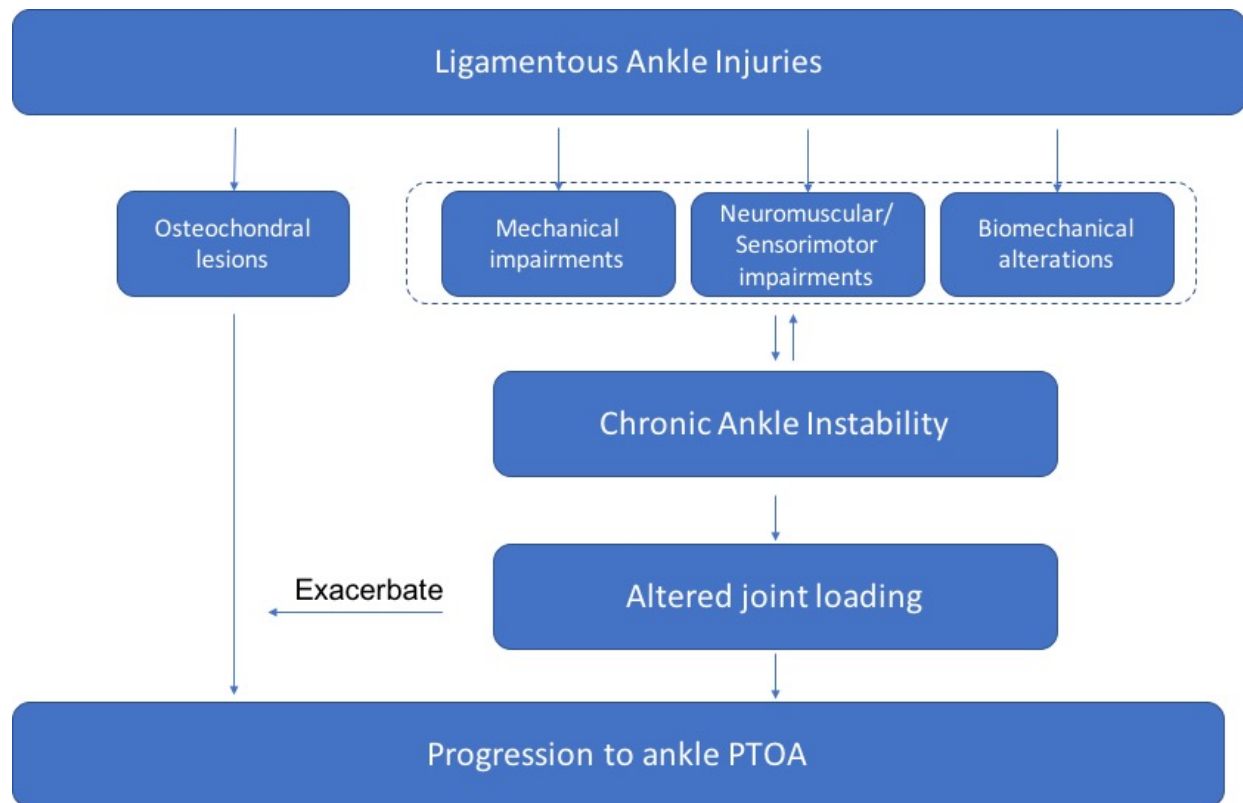 Ligamentous Ankle Injuries
Osteochondral
lesions
Mechanical
impairments
Neuromuscular/
Sensorimotor
impairments
Biomechanical
alterations
Chronic Ankle Instability
Exacerbate
Altered joint loading
Progression to ankle PTOA